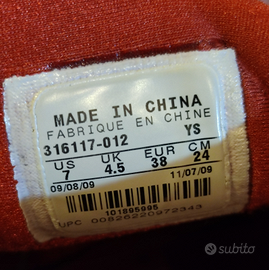 MADE IN CHINA
FABRIQUE EN CHINE
316117-012 YS
US UK EUR CM
7 4.5 38 24
09/08/09 11/07/09
101895995
UPC 00826220972343
subito